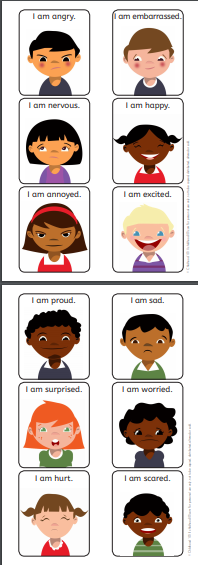 I am angry.
I am embarrassed.
I am nervous.
I am happy.
I am annoyed.
I am excited.
I am proud.
I am sad.
I am surprised.
I am worried.
I am hurt.
I am scared.